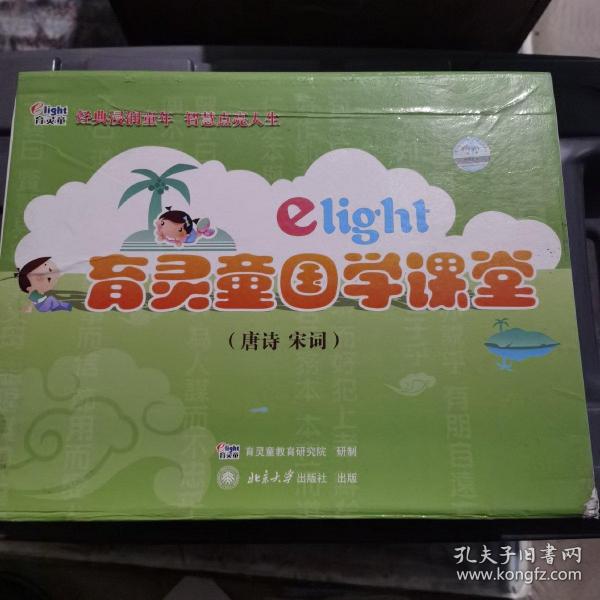 elight
育灵童
经典浸润童年 智慧点亮人生
elight
育灵童国学课堂
(唐诗 宋词)
elight
育灵童
育灵童教育研究院 研制
北京大学出版社 出版
孔夫子旧书网
www.kongfz.com